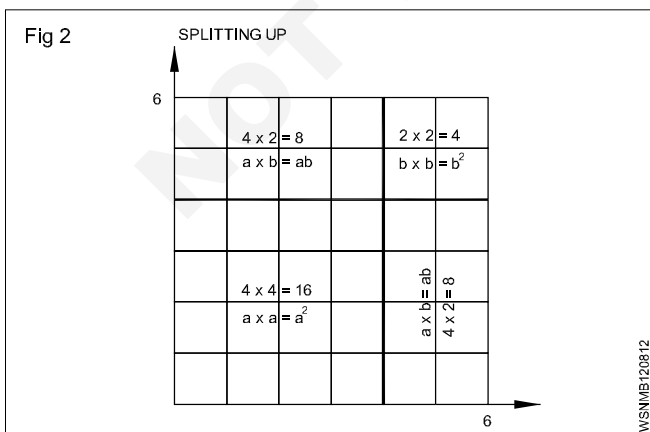 Fig 2
SPLITTING UP
NOT
6
4 x 2 = 8
a x b = ab
2 x 2 = 4
b x b = b²
4 x 4 = 16
a x a = a²
a x b = ab
4 x 2 = 8
6
WSNMB120812